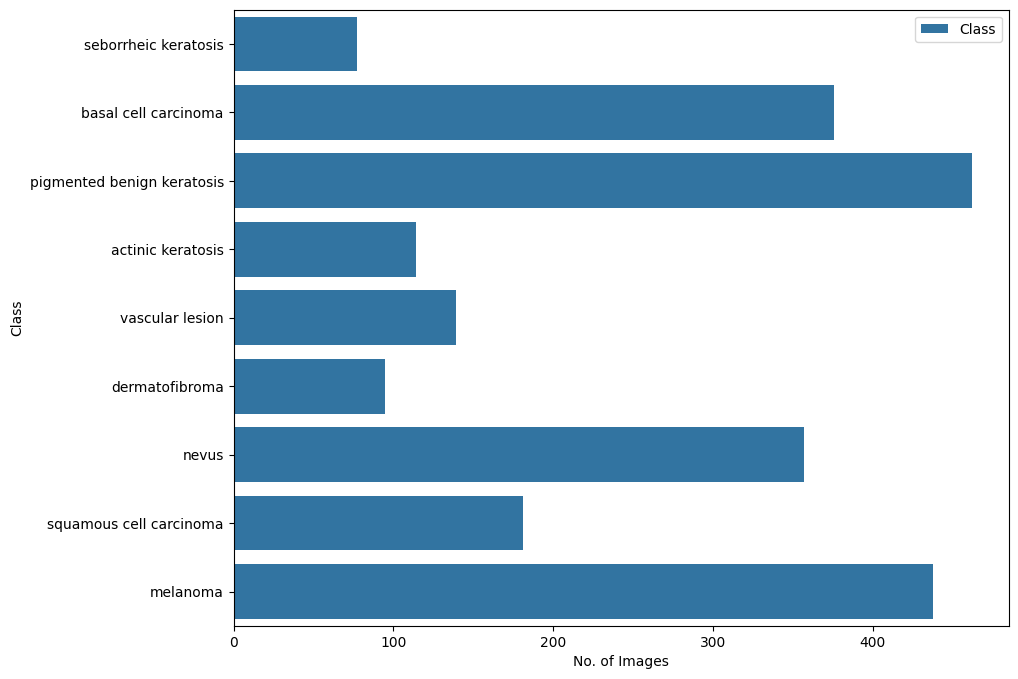 Class
seborrheic keratosis
basal cell carcinoma
pigmented benign keratosis
actinic keratosis
vascular lesion
dermatofibroma
nevus
squamous cell carcinoma
melanoma
Class
0 100 200 300 400
No. of Images